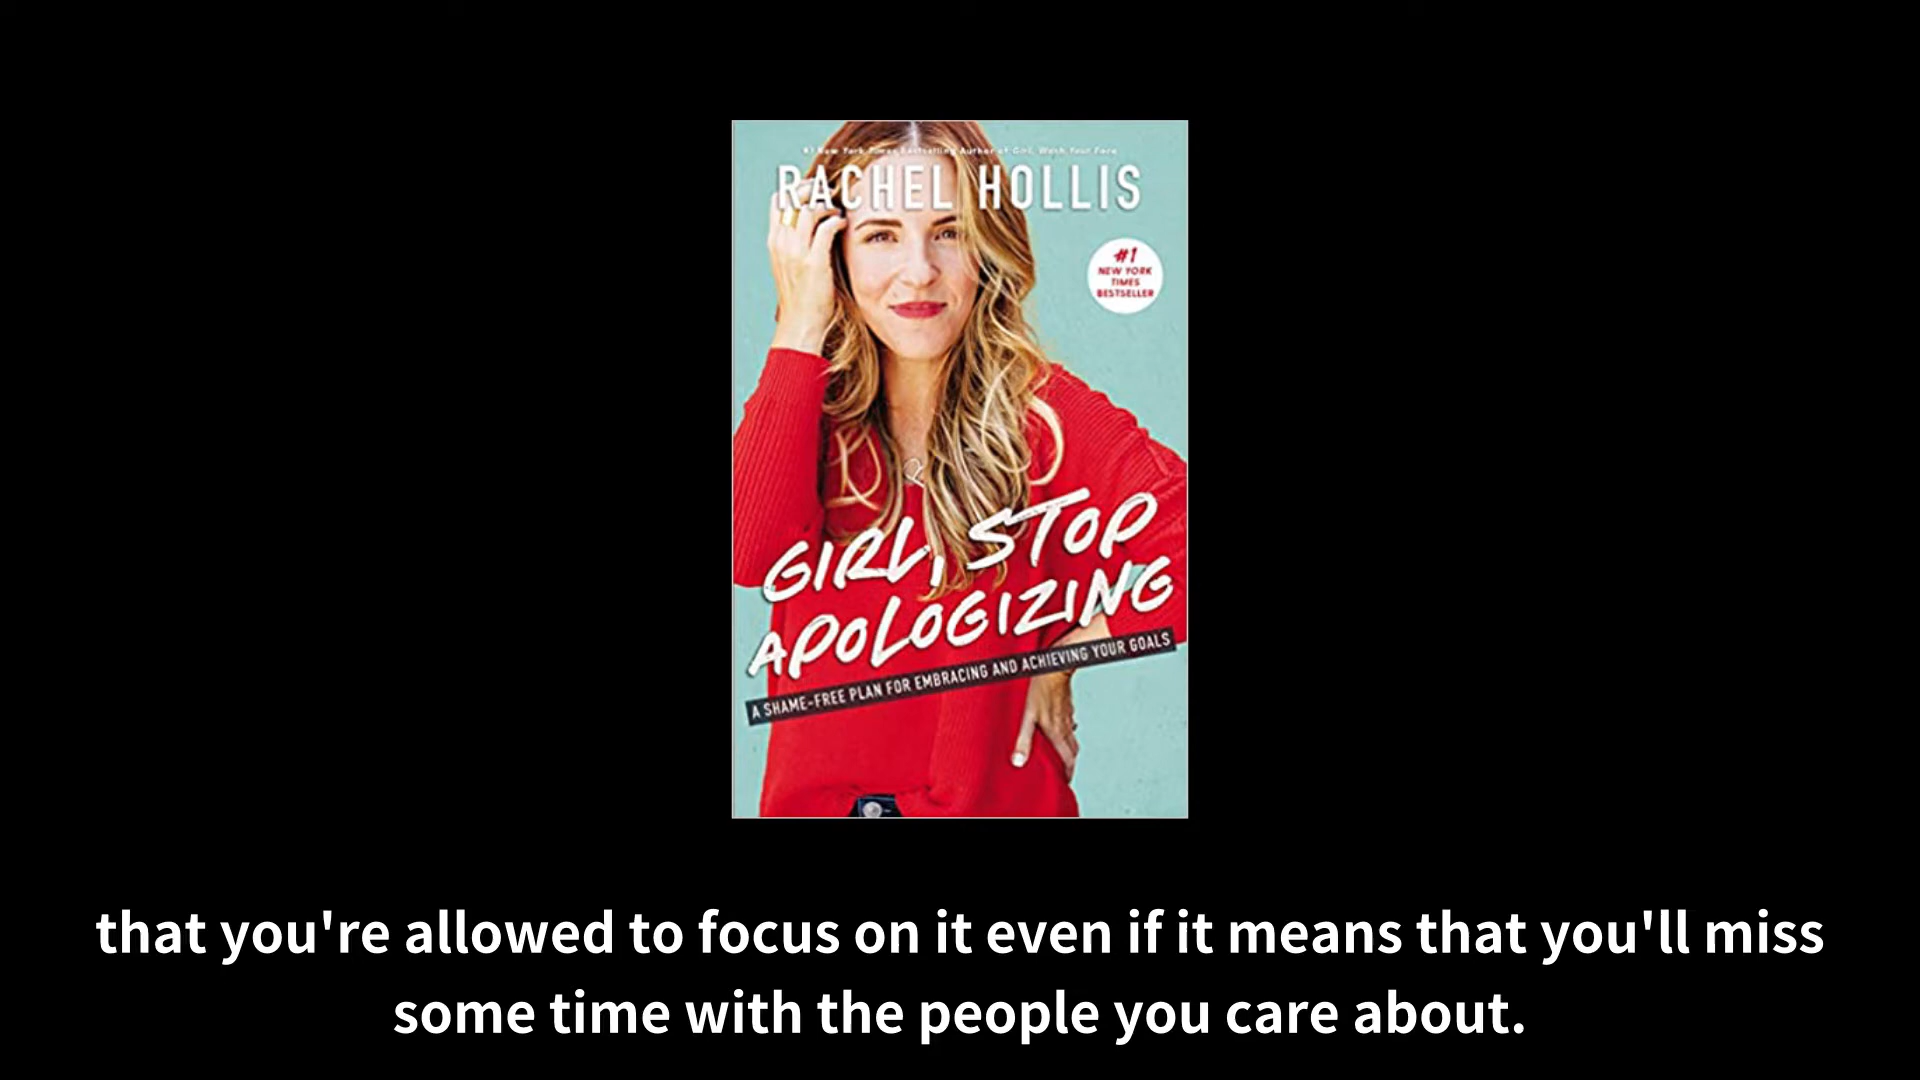 #1 New York Times Bestselling Author of Girl, Wash Your Face
RACHEL HOLLIS
#1
NEW YORK
TIMES
BESTSELLER
GIRL, STOP
APOLOGIZING
A SHAME-FREE PLAN FOR EMBRACING AND ACHIEVING YOUR GOALS
that you're allowed to focus on it even if it means that you'll miss
some time with the people you care about.